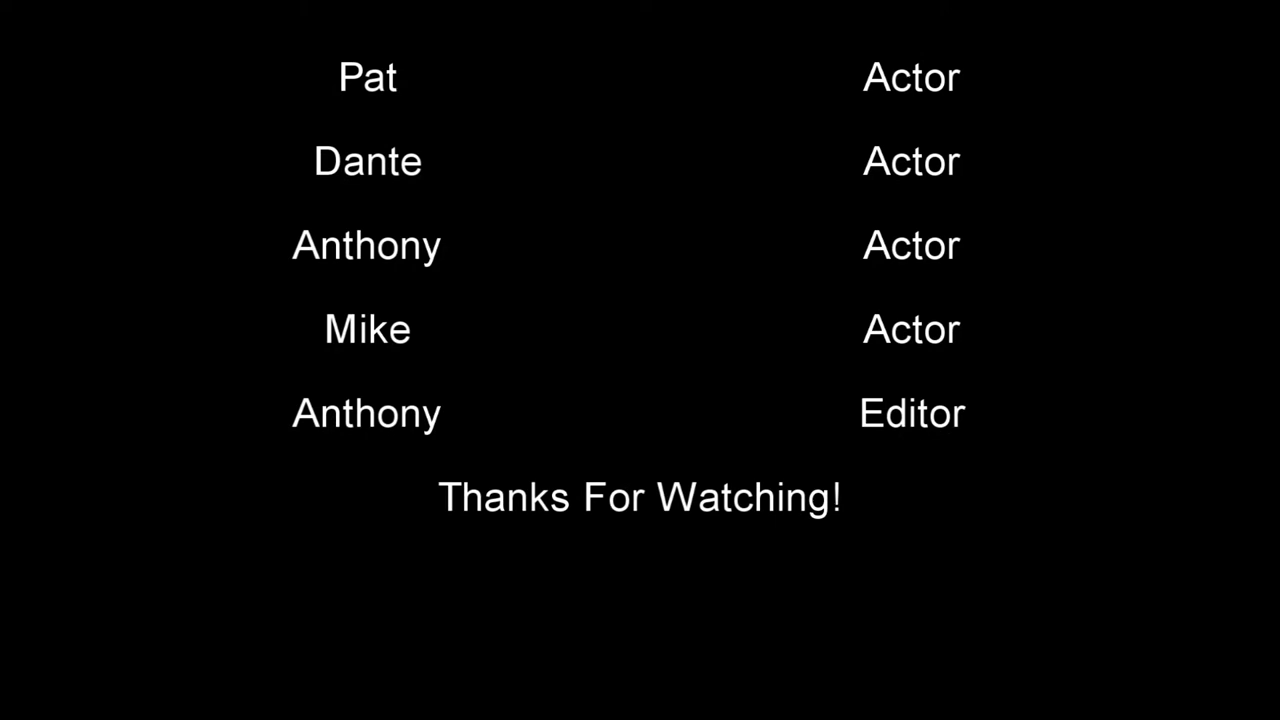 Pat Actor
Dante Actor
Anthony Actor
Mike Actor
Anthony Editor
Thanks For Watching!